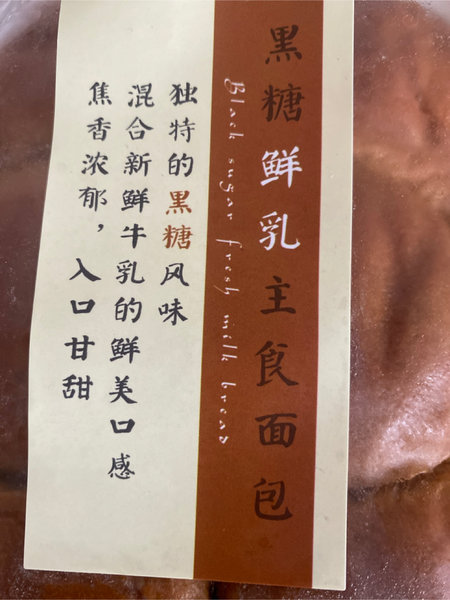 黑糖鲜乳主食面包
Black sugar fresh milk bread
独特的黑糖风味
混合新鲜牛乳的鲜美口感
焦香浓郁，入口甘甜